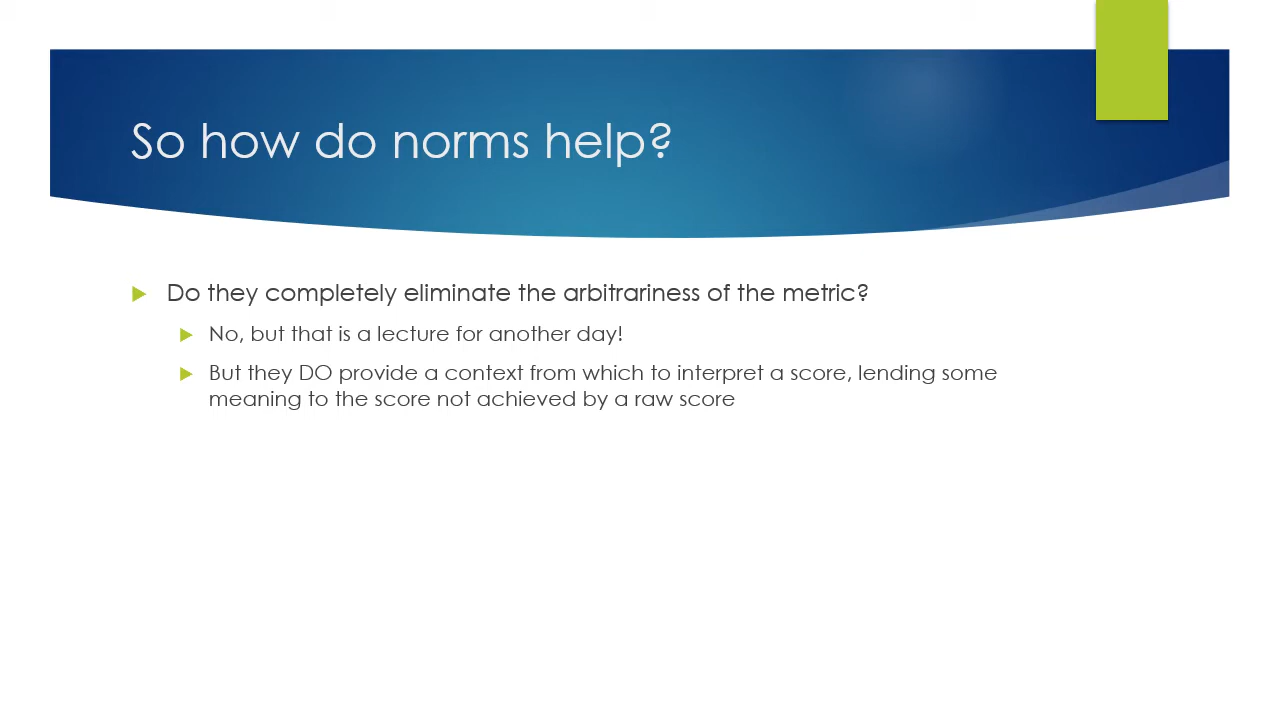 So how do norms help?
Do they completely eliminate the arbitrariness of the metric?
No, but that is a lecture for another day!
But they DO provide a context from which to interpret a score, lending some
meaning to the score not achieved by a raw score